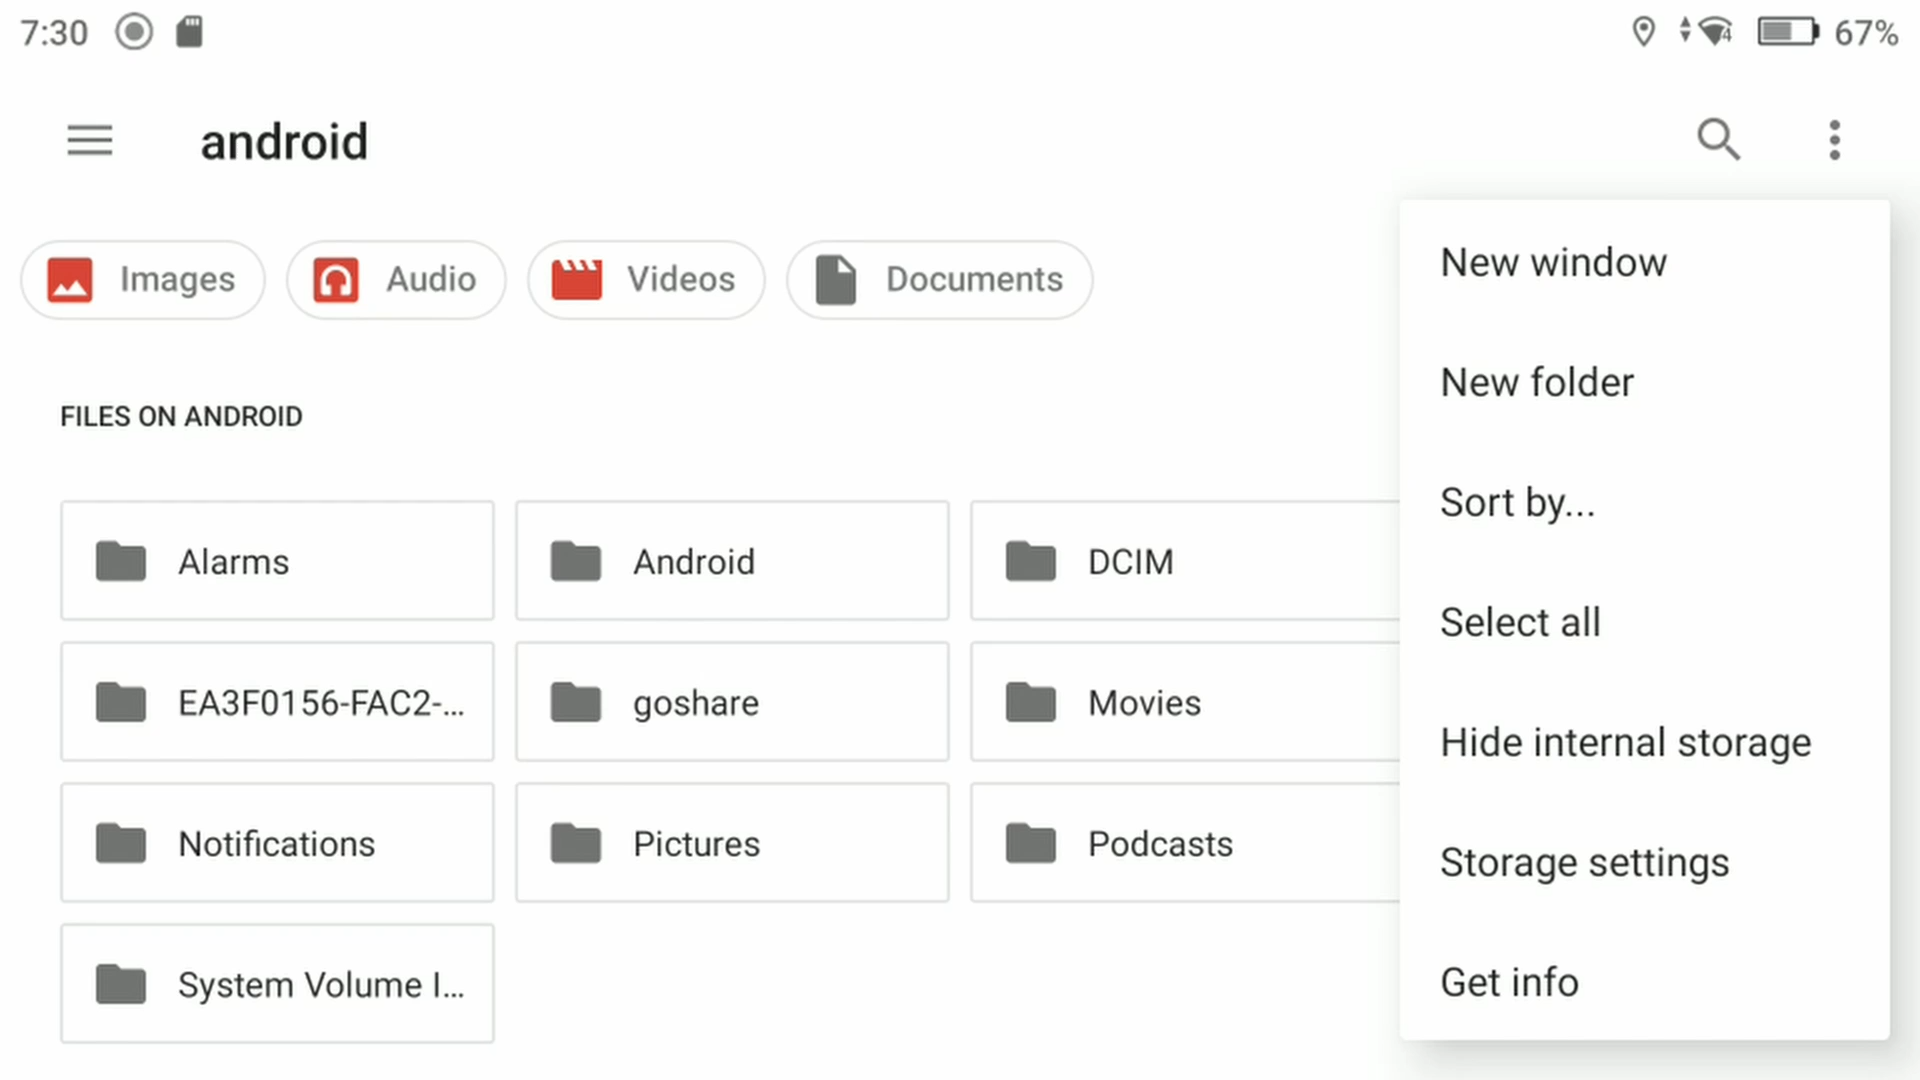 7:30
67%
android
Images
Audio
Videos
Documents
New window
New folder
Sort by...
Select all
Hide internal storage
Storage settings
Get info
FILES ON ANDROID
Alarms
Android
DCIM
EA3F0156-FAC2-...
goshare
Movies
Notifications
Pictures
Podcasts
System Volume I...